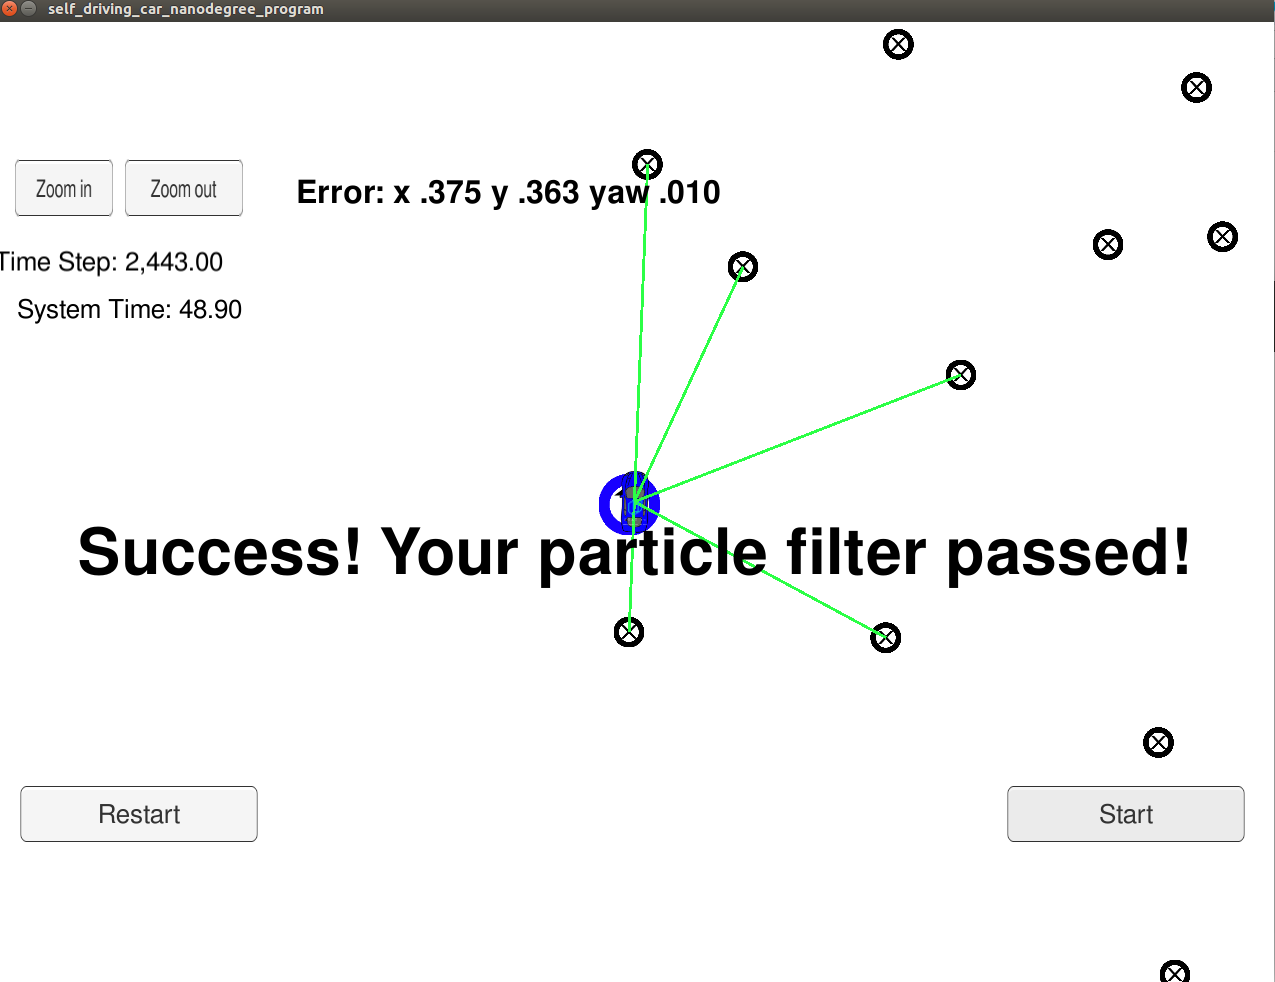 self_driving_car_nanodegree_program
Zoom in
Zoom out
Error: x .375 y .363 yaw .010
Time Step: 2,443.00
System Time: 48.90
Success! Your particle filter passed!
Restart
Start